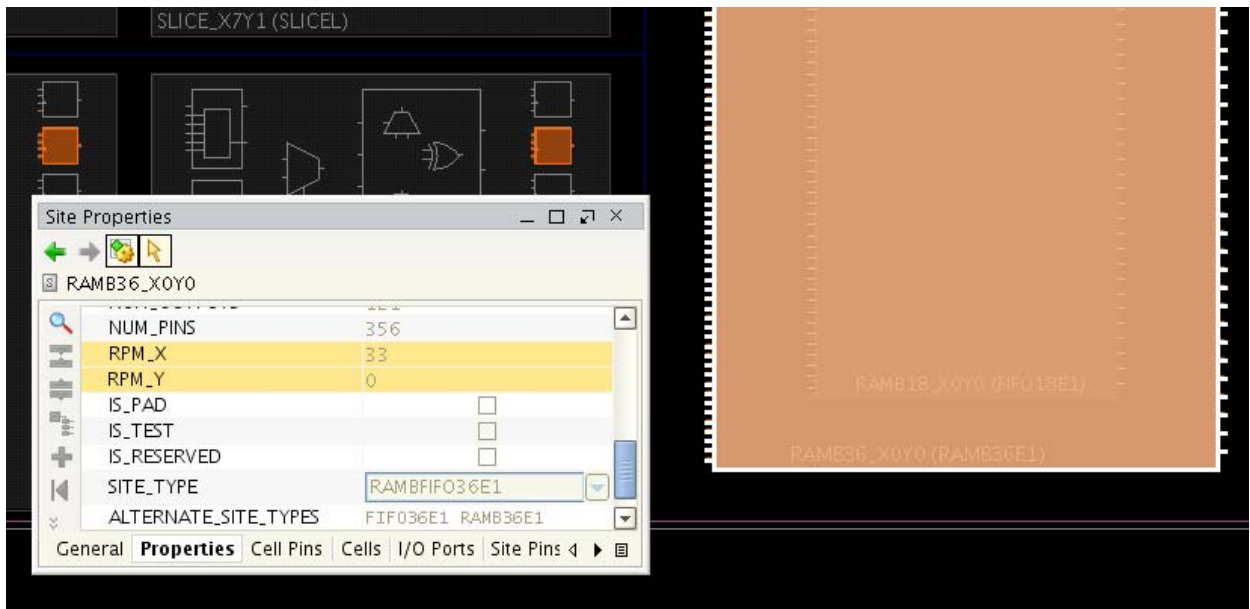 SLICE_X7Y1 (SLICEL)
Site Properties
RAMB36_X0Y0
NUM_PINS 356
RPM_X 33
RPM_Y 0
IS_PAD
IS_TEST
IS_RESERVED
SITE_TYPE RAMBFIFO36E1
ALTERNATE_SITE_TYPES FIFO36E1 RAMB36E1
General Properties Cell Pins Cells I/O Ports Site Pins
RAMB18_X0Y0 (FIFO18E1)
RAMB36_X0Y0 (RAMB36E1)